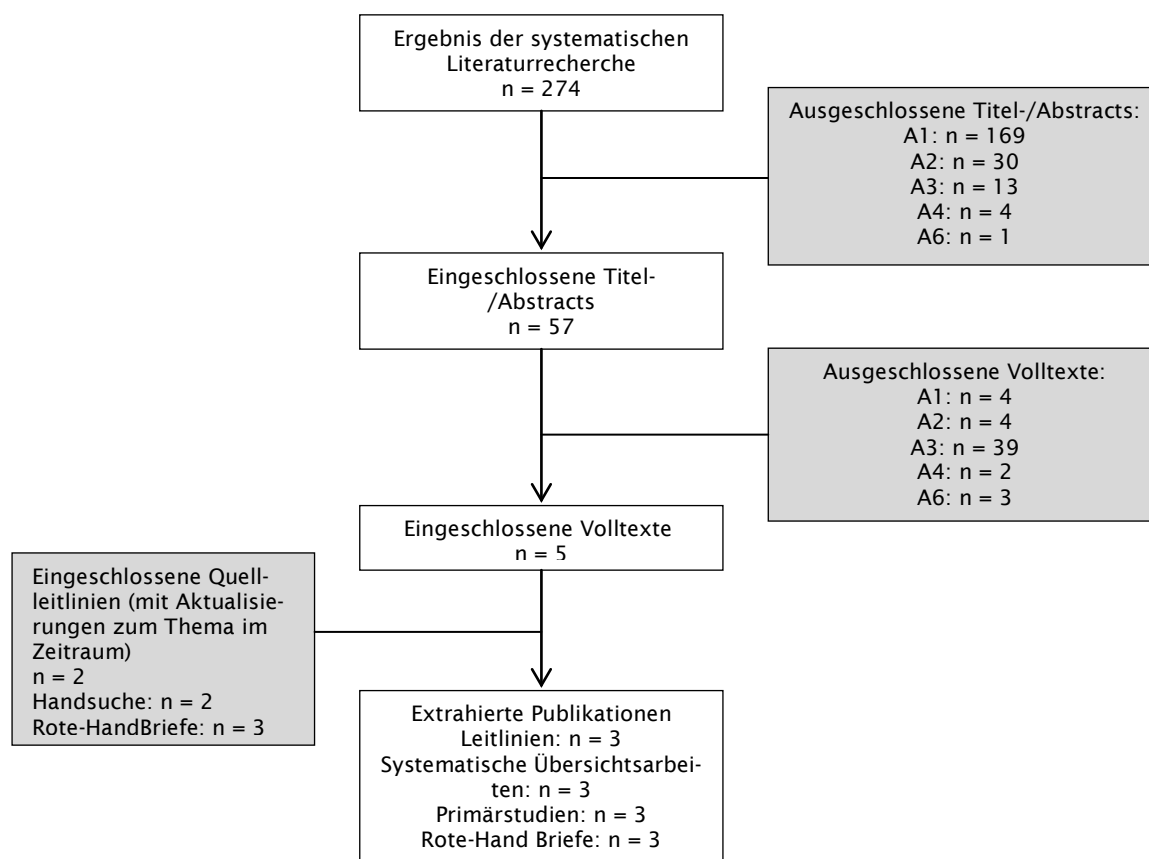 Ergebnis der systematischen
Literaturrecherche
n = 274
Ausgeschlossene Titel-/Abstracts:
A1: n = 169
A2: n = 30
A3: n = 13
A4: n = 4
A6: n = 1
Eingeschlossene Titel-
/Abstracts
n = 57
Ausgeschlossene Volltexte:
A1: n = 4
A2: n = 4
A3: n = 39
A4: n = 2
A6: n = 3
Eingeschlossene Volltexte
n = 5
Eingeschlossene Quell-
leitlinien (mit Aktualisie-
rungen zum Thema im
Zeitraum)
n = 2
Handsuche: n = 2
Rote-HandBriefe: n = 3
Extrahierte Publikationen
Leitlinien: n = 3
Systematische Übersichtsarbei-
ten: n = 3
Primärstudien: n = 3
Rote-Hand Briefe: n = 3